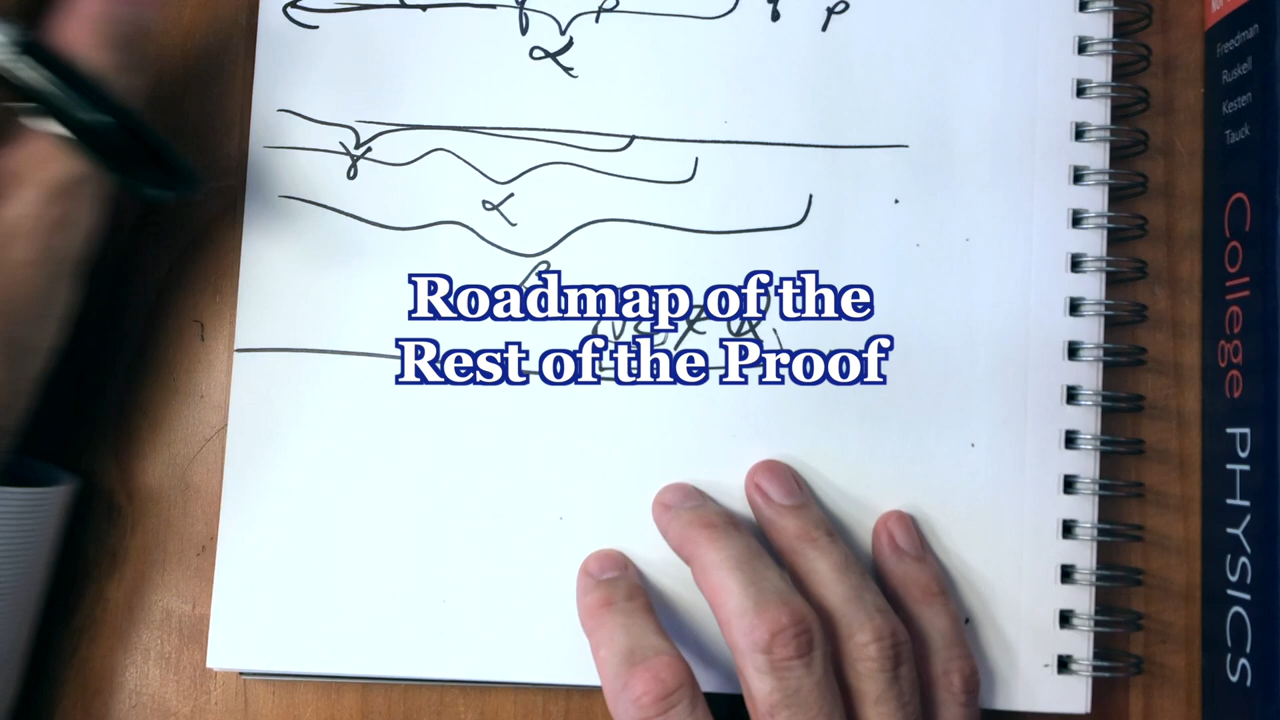 α
γ
α
Roadmap of the
Rest of the Proof
Freedman
Ruskell
Kesten
Tauck
College PHYSICS